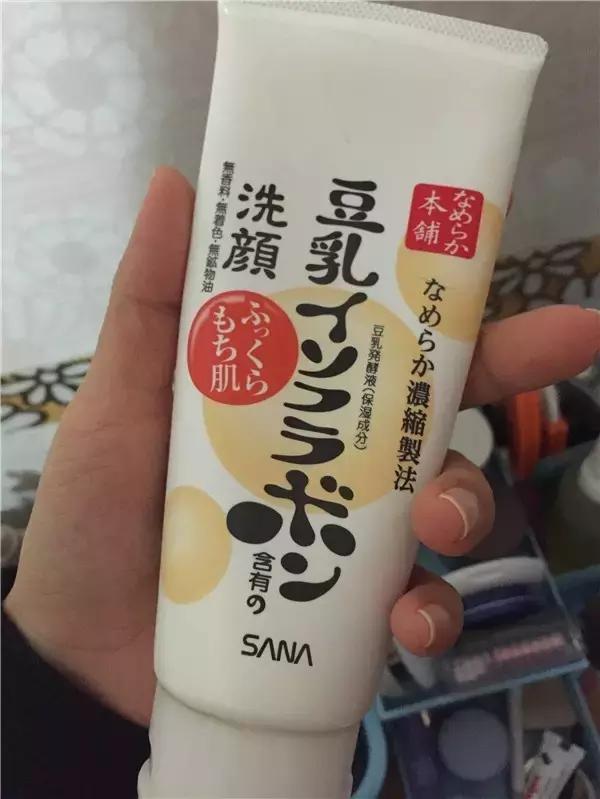 なめらか
本舗
なめらか濃縮製法
豆乳イソフラボン
含有の
豆乳発酵液(保湿成分)
洗顔
無香料・無着色・無鉱物油
ふっくら
もち肌
SANA